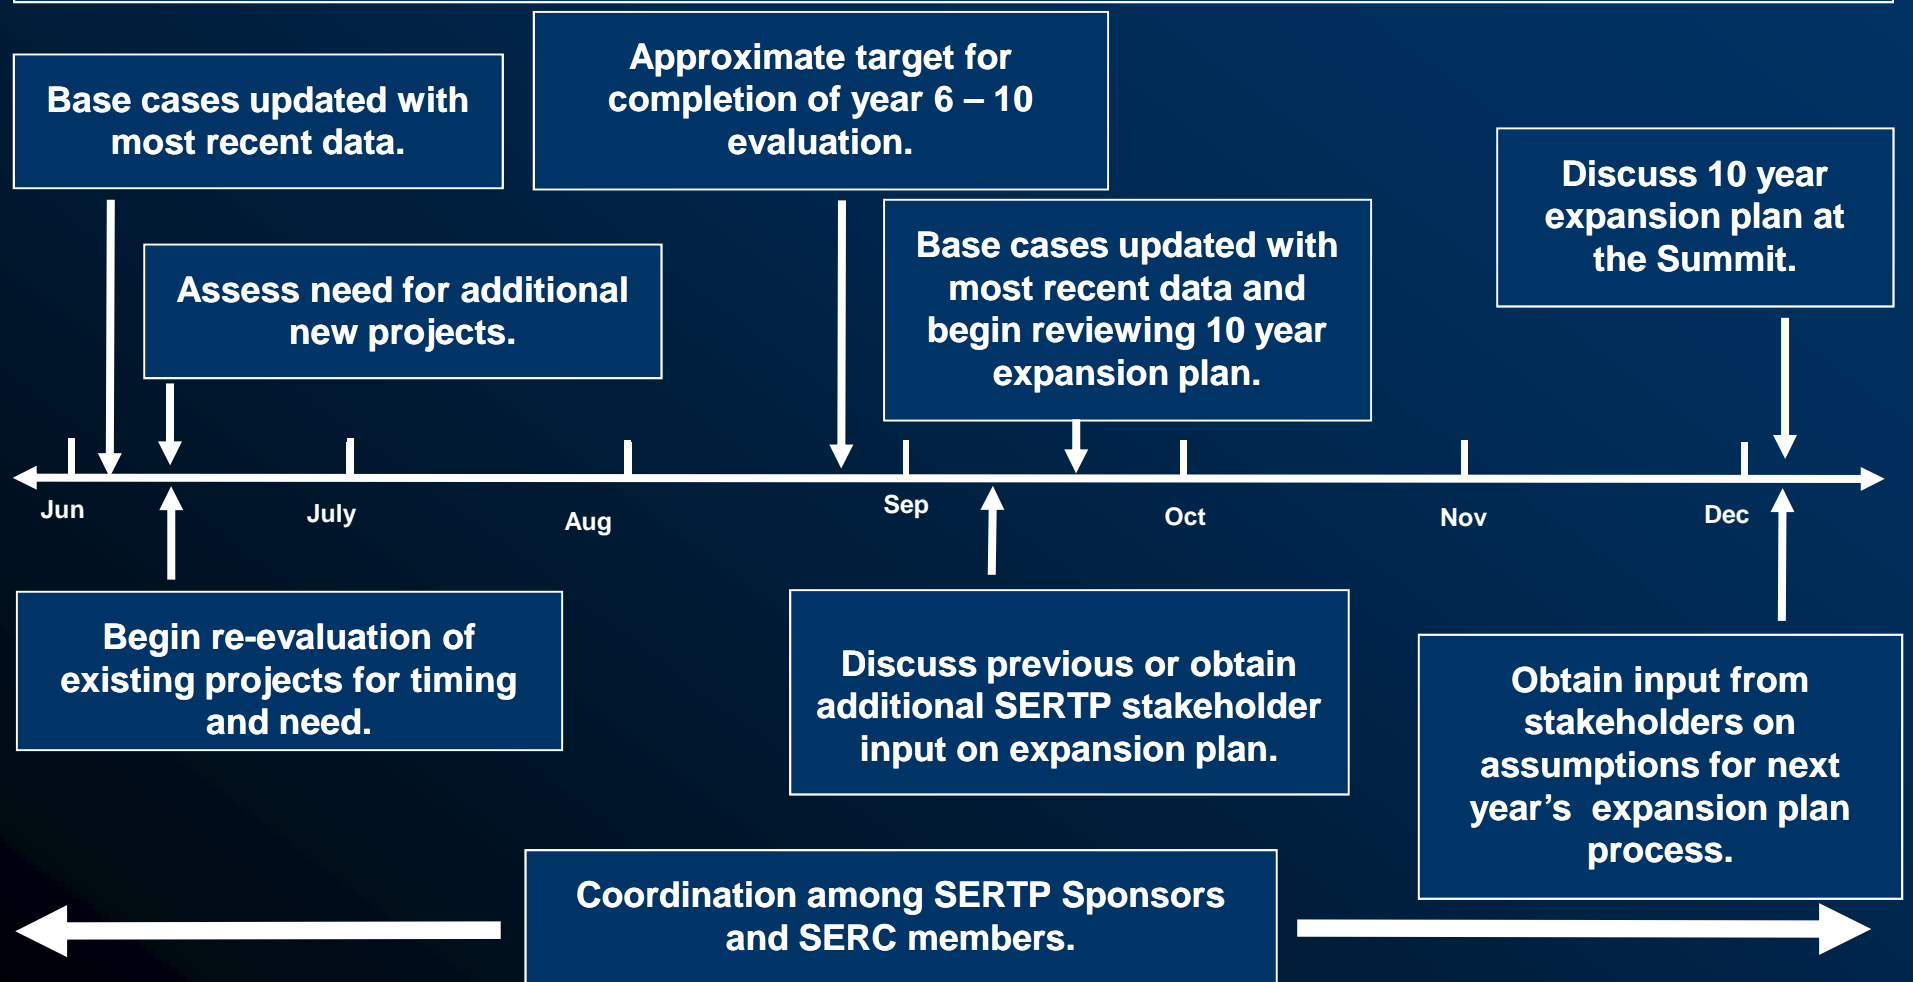 Approximate target for
completion of year 6 – 10
evaluation.
Base cases updated with
most recent data.
Discuss 10 year
expansion plan at
the Summit.
Base cases updated with
most recent data and
begin reviewing 10 year
expansion plan.
Assess need for additional
new projects.
Jun
July
Aug
Sep
Oct
Nov
Dec
Begin re-evaluation of
existing projects for timing
and need.
Discuss previous or obtain
additional SERTP stakeholder
input on expansion plan.
Obtain input from
stakeholders on
assumptions for next
year’s  expansion plan
process.
Coordination among SERTP Sponsors
and SERC members.